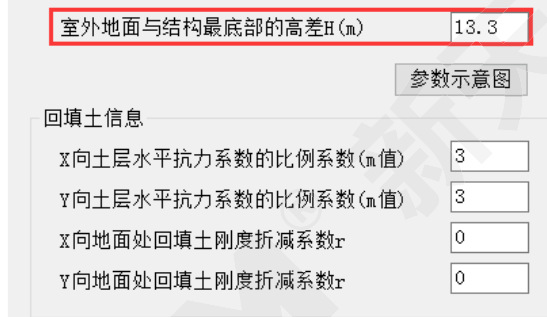 室外地面与结构最底部的高差H(m) 13.3
参数示意图
回填土信息
X向土层水平抗力系数的比例系数(m值) 3
Y向土层水平抗力系数的比例系数(m值) 3
X向地面处回填土刚度折减系数r 0
Y向地面处回填土刚度折减系数r 0